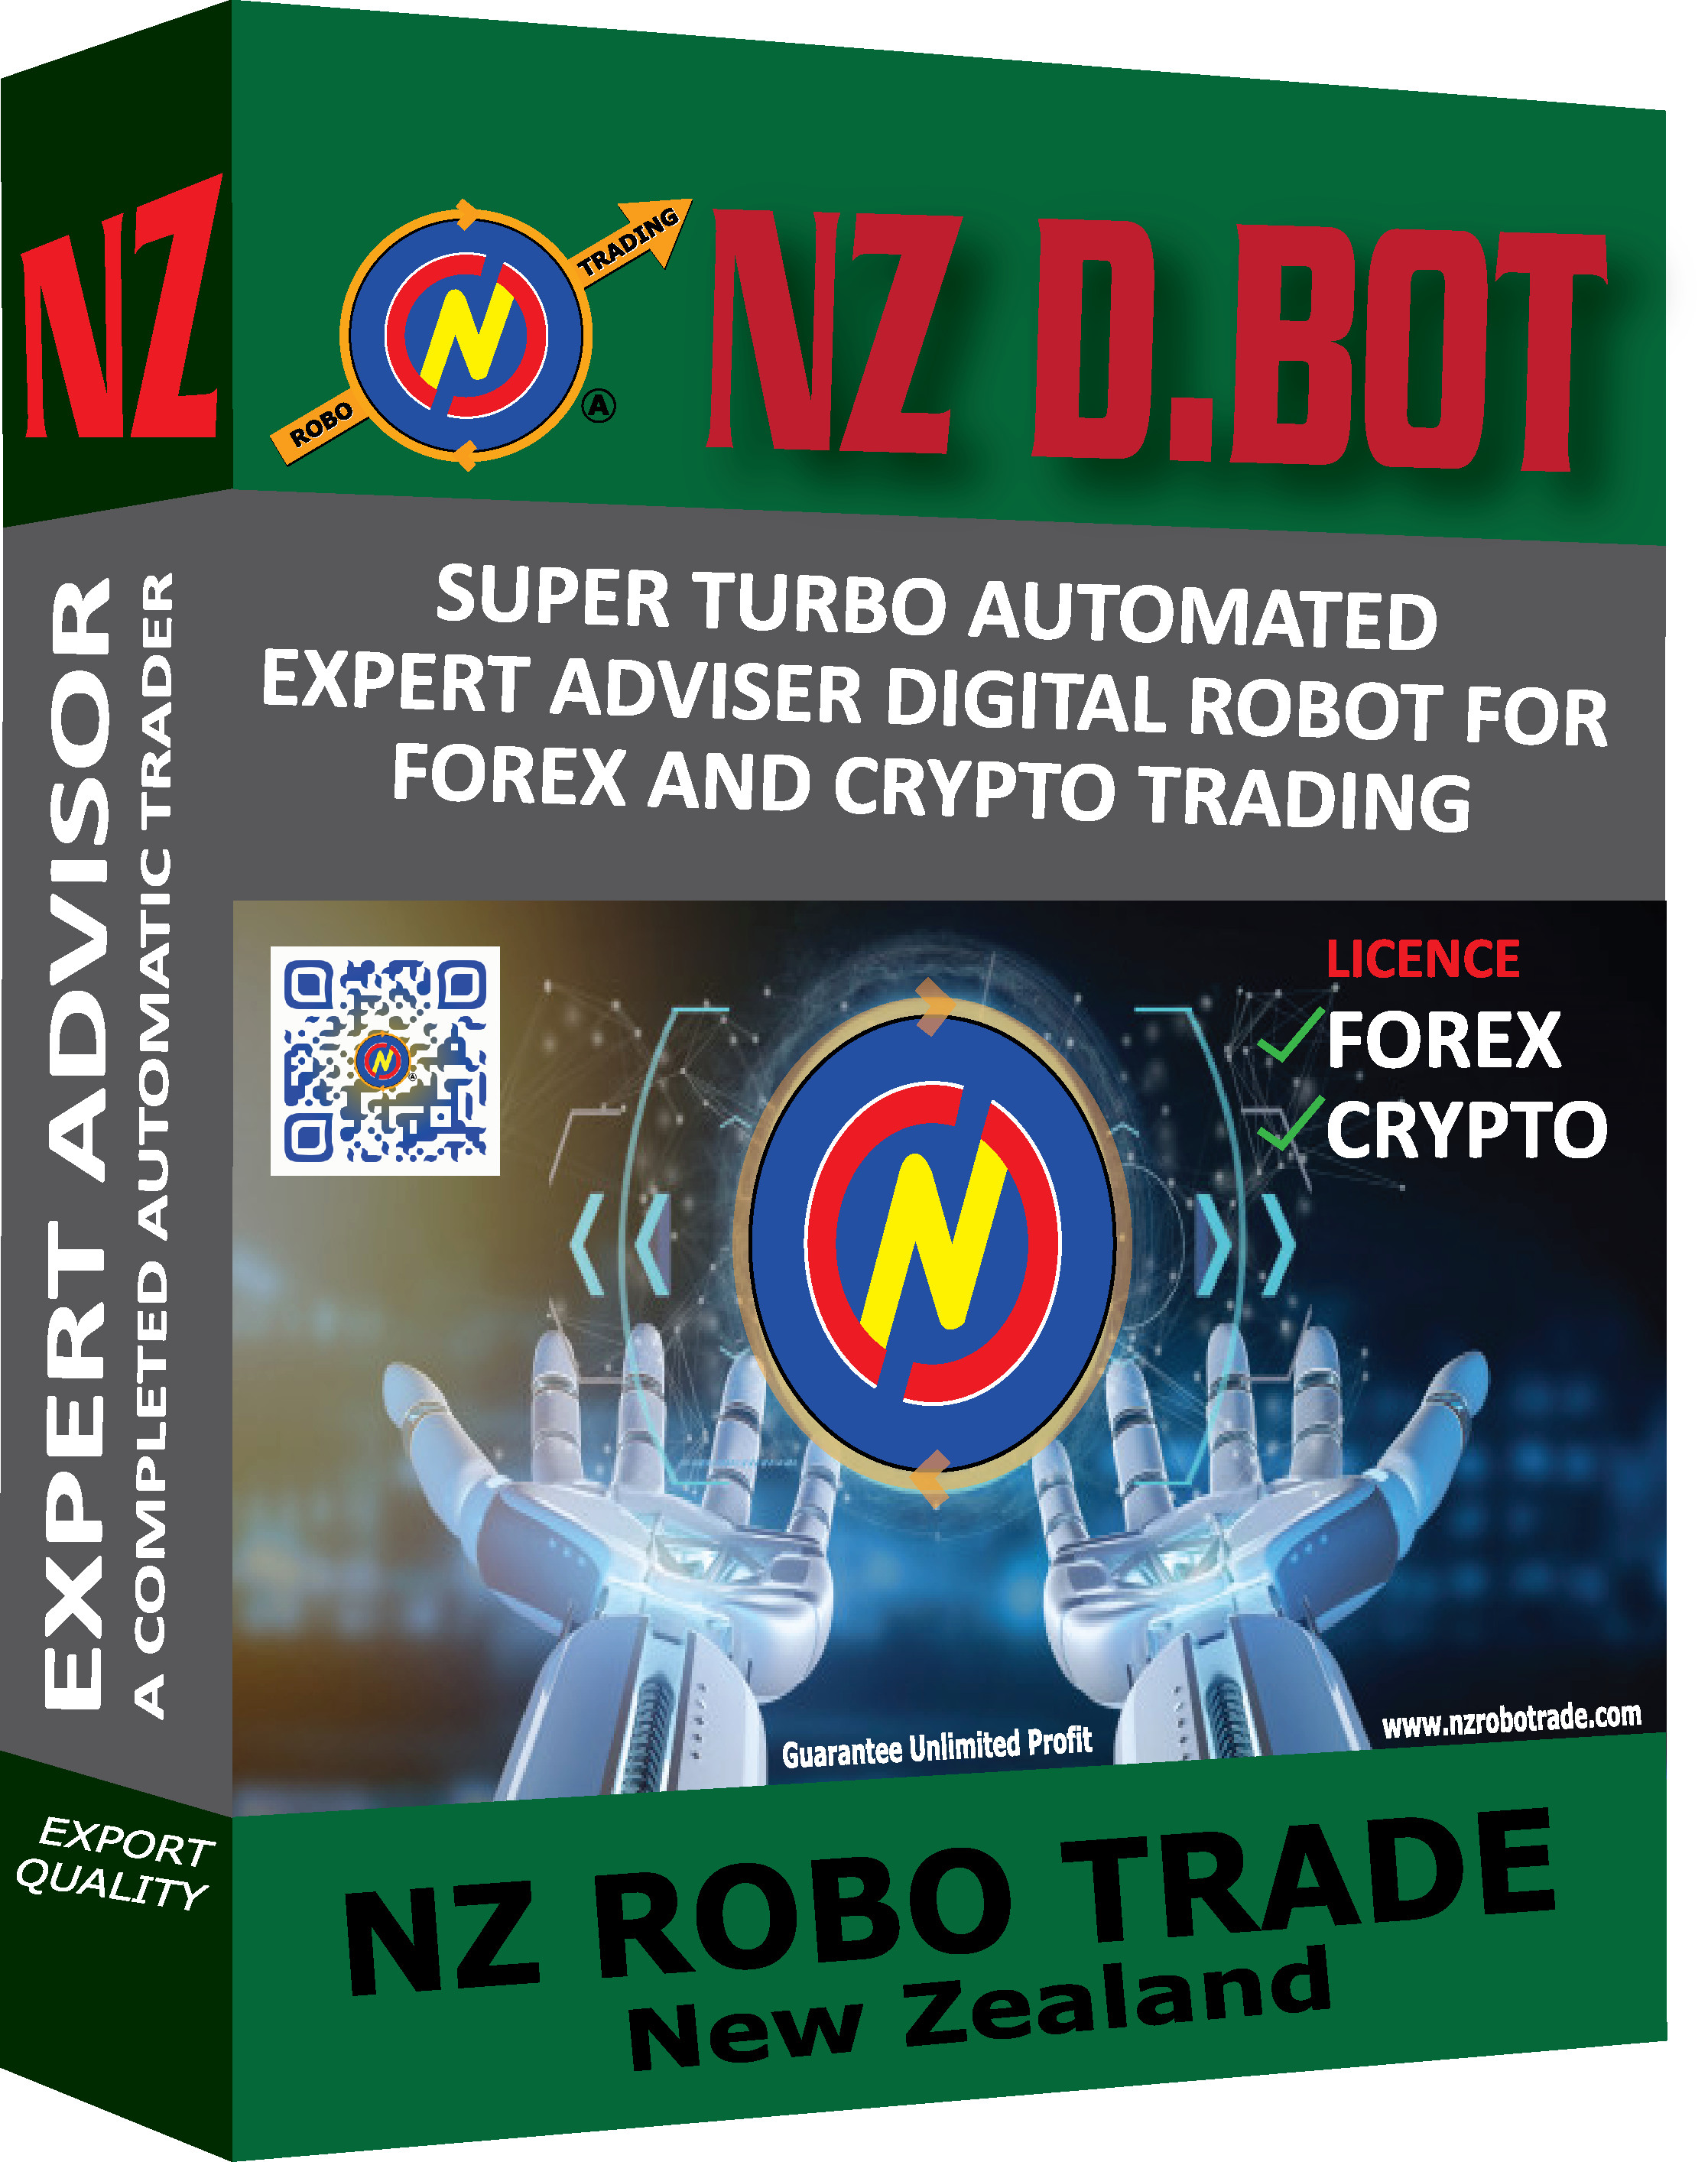 NZ
ROBO
TRADING
N
A
NZ D.BOT
SUPER TURBO AUTOMATED
EXPERT ADVISER DIGITAL ROBOT FOR
FOREX AND CRYPTO TRADING
EXPERT ADVISOR
A COMPLETED AUTOMATIC TRADER
N
LICENCE
FOREX
CRYPTO
N
Guarantee Unlimited Profit
www.nzrobotrade.com
EXPORT
QUALITY
NZ ROBO TRADE
New Zealand